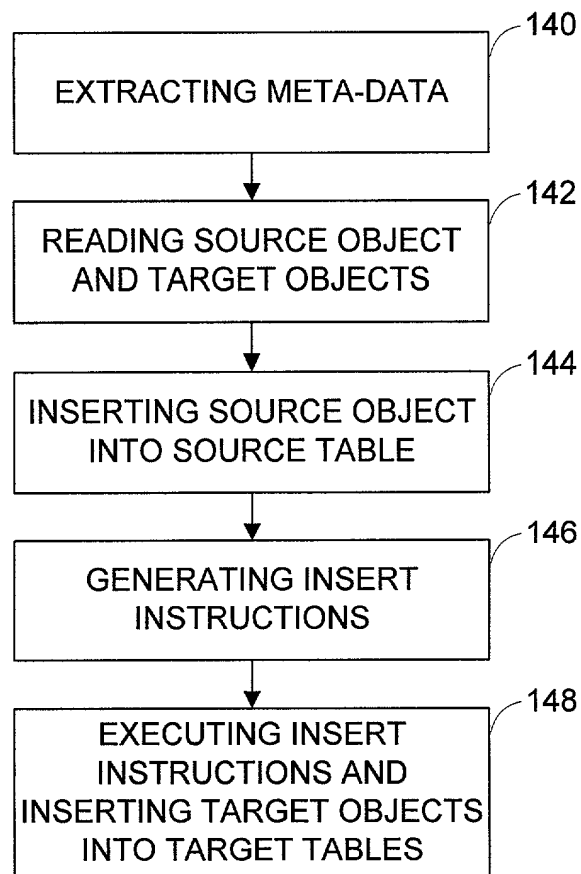 140
EXTRACTING META-DATA
142
READING SOURCE OBJECT
AND TARGET OBJECTS
144
INSERTING SOURCE OBJECT
INTO SOURCE TABLE
146
GENERATING INSERT
INSTRUCTIONS
148
EXECUTING INSERT
INSTRUCTIONS AND
INSERTING TARGET OBJECTS
INTO TARGET TABLES